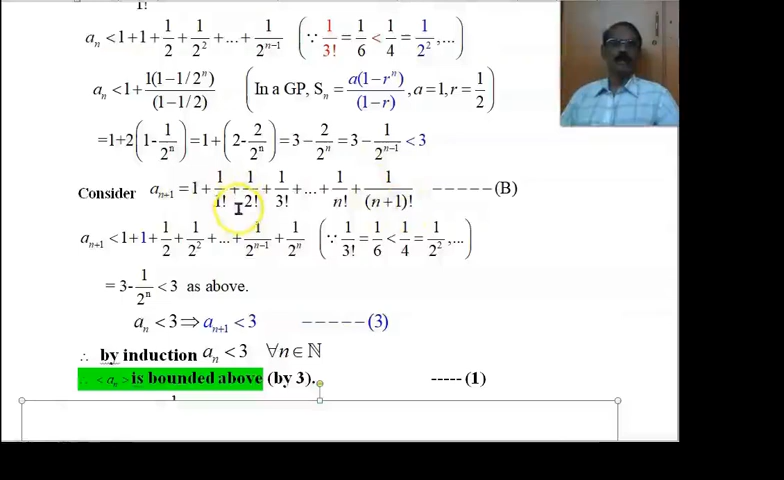 1!
a_n < 1+1+1/2+1/2^2+...+1/2^(n-1) (∵ 1/3! = 1/6 < 1/4 = 1/2^2,...)
a_n < 1+ 1(1−1/2^n)/(1−1/2) (In a GP, S_n = a(1−r^n)/(1−r), a=1, r=1/2)
=1+2(1-1/2^n) =1+(2-2/2^n) =3−2/2^n =3−1/2^(n−1) <3
Consider a_(n+1) =1+1/1!+1/2!+1/3!+...+1/n!+1/(n+1)! -----(B)
a_(n+1) <1+1+1/2+1/2^2+...+1/2^(n−1)+1/2^n (∵ 1/3! = 1/6 < 1/4 = 1/2^2,...)
= 3-1/2^n <3 as above.
a_n <3 ⇒ a_(n+1) <3 -----(3)
∴ by induction a_n <3 ∀n∈ℕ
∴ <a_n> is bounded above (by 3). ----- (1)